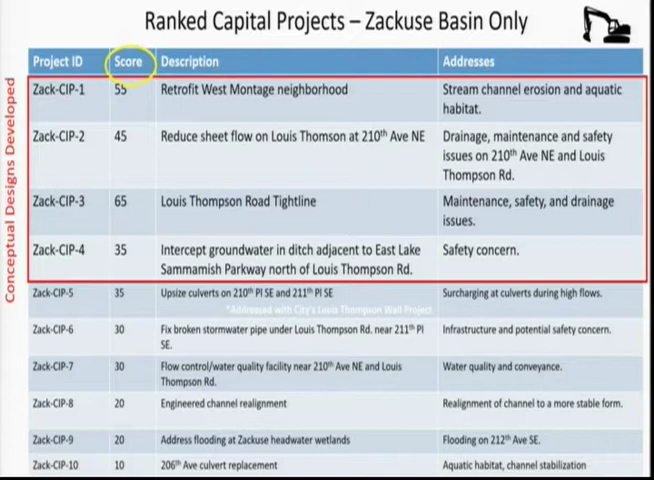 Ranked Capital Projects – Zackuse Basin Only
Project ID Score Description Addresses
Conceptual Designs Developed
Zack-CIP-1 55 Retrofit West Montage neighborhood Stream channel erosion and aquatic
habitat.
Zack-CIP-2 45 Reduce sheet flow on Louis Thomson at 210th Ave NE Drainage, maintenance and safety
issues on 210th Ave NE and Louis
Thompson Rd.
Zack-CIP-3 65 Louis Thompson Road Tightline Maintenance, safety, and drainage
issues.
Zack-CIP-4 35 Intercept groundwater in ditch adjacent to East Lake Safety concern.
Sammamish Parkway north of Louis Thompson Rd.
Zack-CIP-5 35 Upsize culverts on 210th Pl SE and 211th Pl SE Surcharging at culverts during high flows.
*Addressed with City's Louis Thompson Wall Project
Zack-CIP-6 30 Fix broken stormwater pipe under Louis Thompson Rd. near 211th Pl Infrastructure and potential safety concern.
SE.
Zack-CIP-7 30 Flow control/water quality facility near 210th Ave NE and Louis Water quality and conveyance.
Thompson Rd.
Zack-CIP-8 20 Engineered channel realignment Realignment of channel to a more stable form.
Zack-CIP-9 20 Address flooding at Zackuse headwater wetlands Flooding on 212th Ave SE.
Zack-CIP-10 10 206th Ave culvert replacement Aquatic habitat, channel stabilization